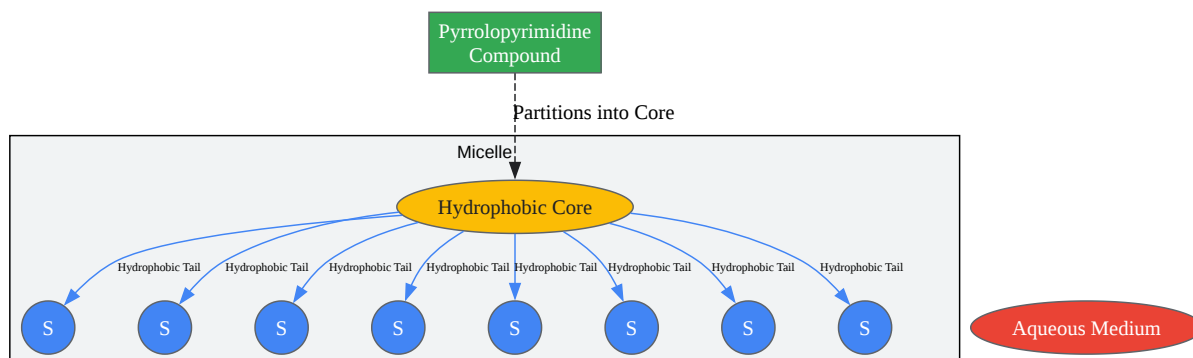 Pyrrolopyrimidine
Compound
Partitions into Core
Micelle
Hydrophobic Core
Hydrophobic Tail Hydrophobic Tail Hydrophobic Tail Hydrophobic Tail Hydrophobic Tail Hydrophobic Tail Hydrophobic Tail Hydrophobic Tail
S S S S S S S S Aqueous Medium